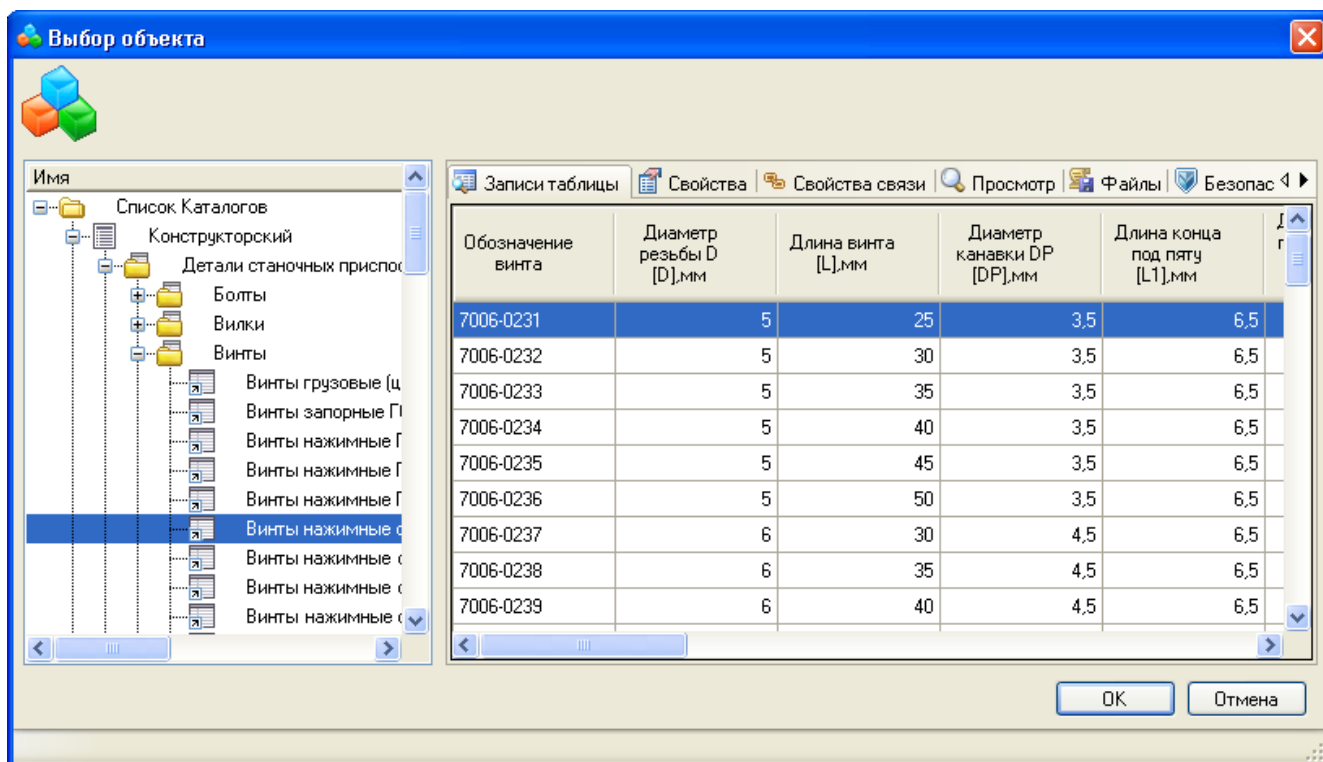 Выбор объекта
Имя
Список Каталогов
Конструкторский
Детали станочных приспос
Болты
Вилки
Винты
Винты грузовые (ц
Винты запорные Г
Винты нажимные Г
Винты нажимные Г
Винты нажимные Г
Винты нажимные с
Винты нажимные с
Винты нажимные с
Винты нажимные с
Записи таблицы Свойства Свойства связи Просмотр Файлы Безопас
Обозначение винта
Диаметр резьбы D [D],мм
Длина винта [L],мм
Диаметр канавки DP [DP],мм
Длина конца под пяту [L1],мм
7006-0231 5 25 3,5 6,5
7006-0232 5 30 3,5 6,5
7006-0233 5 35 3,5 6,5
7006-0234 5 40 3,5 6,5
7006-0235 5 45 3,5 6,5
7006-0236 5 50 3,5 6,5
7006-0237 6 30 4,5 6,5
7006-0238 6 35 4,5 6,5
7006-0239 6 40 4,5 6,5
OK
Отмена